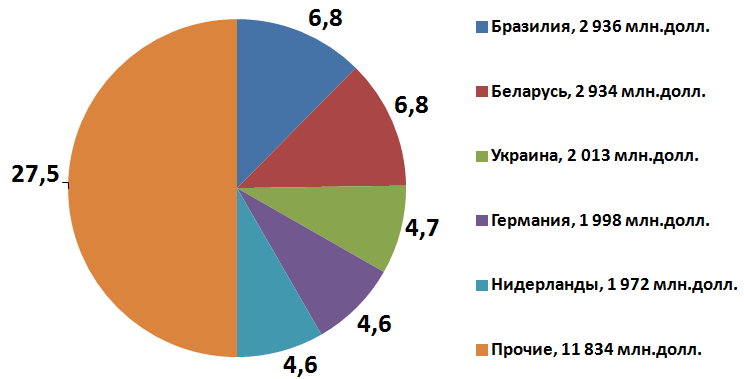 6,8
6,8
4,7
4,6
4,6
27,5
Бразилия, 2 936 млн.долл.
Беларусь, 2 934 млн.долл.
Украина, 2 013 млн.долл.
Германия, 1 998 млн.долл.
Нидерланды, 1 972 млн.долл.
Прочие, 11 834 млн.долл.